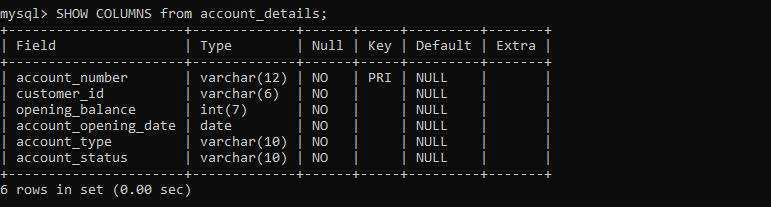 mysql> SHOW COLUMNS from account_details;
+----------------------+-------------+------+-----+---------+-------+
| Field                | Type        | Null | Key | Default | Extra |
+----------------------+-------------+------+-----+---------+-------+
| account_number       | varchar(12) | NO   | PRI | NULL    |       |
| customer_id          | varchar(6)  | NO   |     | NULL    |       |
| opening_balance      | int(7)      | NO   |     | NULL    |       |
| account_opening_date | date        | NO   |     | NULL    |       |
| account_type         | varchar(10) | NO   |     | NULL    |       |
| account_status       | varchar(10) | NO   |     | NULL    |       |
+----------------------+-------------+------+-----+---------+-------+
6 rows in set (0.00 sec)